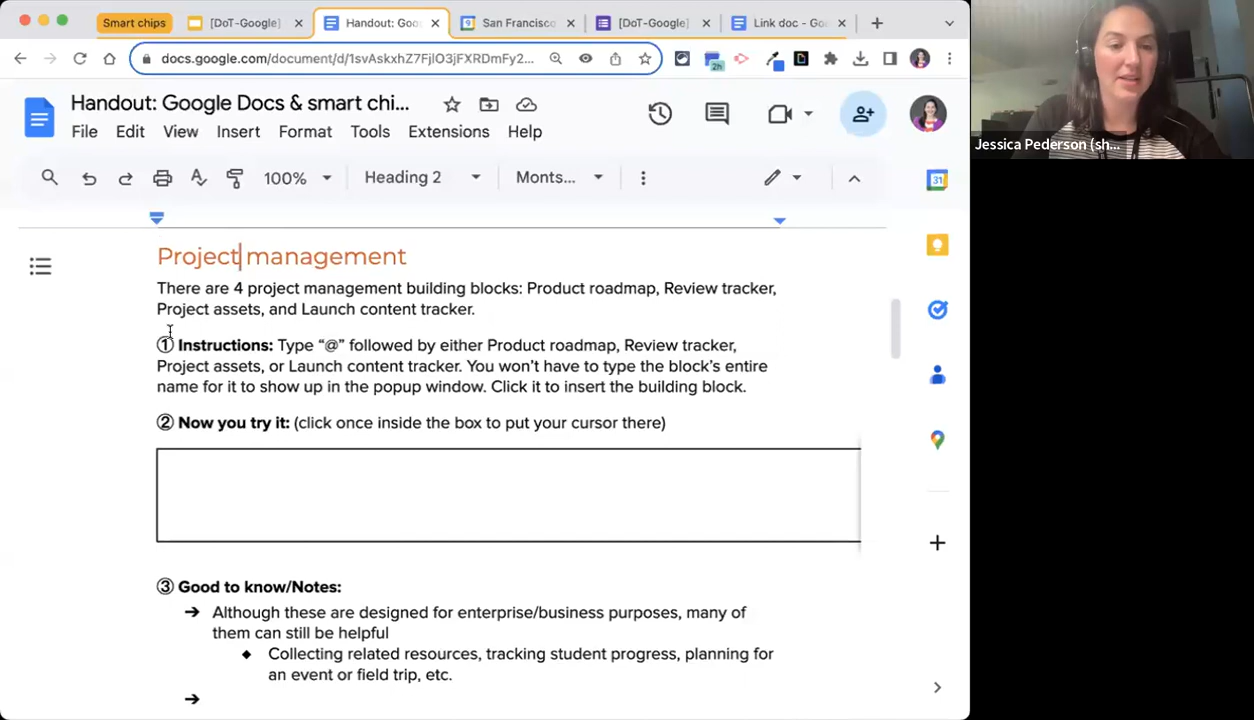 Smart chips
[DoT-Google]
Handout: Goo
San Francisco
[DoT-Google]
Link doc - Go
docs.google.com/document/d/1svAskxhZ7FjlO3jFXRDmFy2...
2h
Handout: Google Docs & smart chi...
File Edit View Insert Format Tools Extensions Help
Jessica Pederson (sh...
100% Heading 2 Monts...
31
Project management
There are 4 project management building blocks: Product roadmap, Review tracker,
Project assets, and Launch content tracker.
① Instructions: Type “@” followed by either Product roadmap, Review tracker,
Project assets, or Launch content tracker. You won’t have to type the block’s entire
name for it to show up in the popup window. Click it to insert the building block.
② Now you try it: (click once inside the box to put your cursor there)
③ Good to know/Notes:
➔ Although these are designed for enterprise/business purposes, many of
them can still be helpful
◆ Collecting related resources, tracking student progress, planning for
an event or field trip, etc.
➔